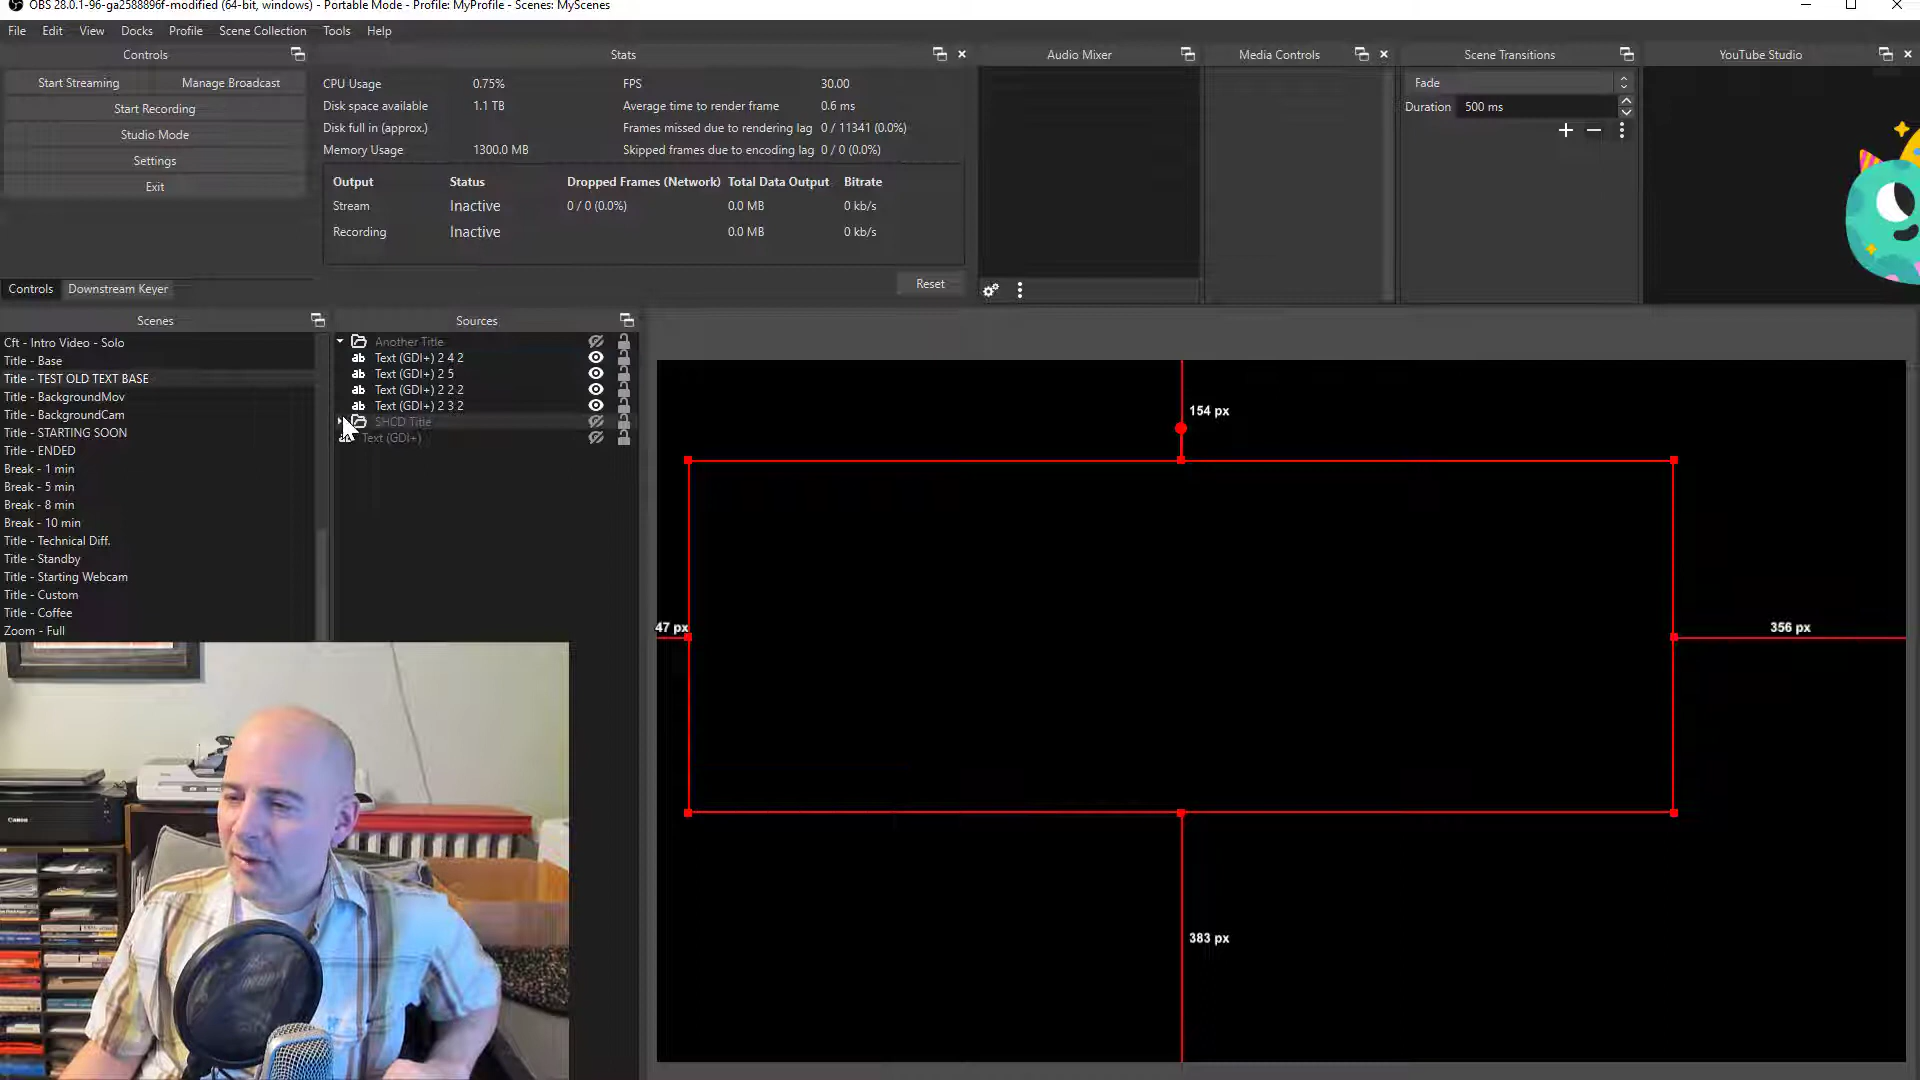 OBS 28.0.1-96-ga2588896f-modified (64-bit, windows) - Portable Mode - Profile: MyProfile - Scenes: MyScenes
File Edit View Docks Profile Scene Collection Tools Help
Controls Stats Audio Mixer Media Controls Scene Transitions YouTube Studio
Start Streaming Manage Broadcast
Start Recording
Studio Mode
Settings
Exit
Controls Downstream Keyer
CPU Usage 0.75% FPS 30.00
Disk space available 1.1 TB Average time to render frame 0.6 ms
Disk full in (approx.) Frames missed due to rendering lag 0 / 11341 (0.0%)
Memory Usage 1300.0 MB Skipped frames due to encoding lag 0 / 0 (0.0%)
Output Status Dropped Frames (Network) Total Data Output Bitrate
Stream Inactive 0 / 0 (0.0%) 0.0 MB 0 kb/s
Recording Inactive 0.0 MB 0 kb/s
Reset
Fade
Duration 500 ms
Scenes
Cft - Intro Video - Solo
Title - Base
Title - TEST OLD TEXT BASE
Title - BackgroundMov
Title - BackgroundCam
Title - STARTING SOON
Title - ENDED
Break - 1 min
Break - 5 min
Break - 8 min
Break - 10 min
Title - Technical Diff.
Title - Standby
Title - Starting Webcam
Title - Custom
Title - Coffee
Zoom - Full
Sources
Another Title
ab Text (GDI+) 2 4 2
ab Text (GDI+) 2 5
ab Text (GDI+) 2 2 2
ab Text (GDI+) 2 3 2
SHCD Title
Text (GDI+)
154 px
47 px
356 px
383 px
Canon